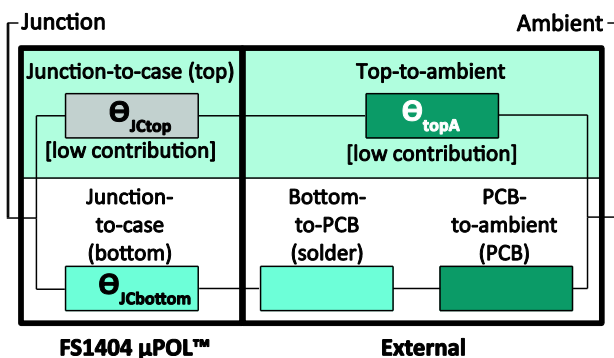 Junction
Ambient
Junction-to-case (top)
Top-to-ambient
ΘJCtop
ΘtopA
[low contribution]
[low contribution]
Junction-
to-case
(bottom)
Bottom-
to-PCB
(solder)
PCB-
to-ambient
(PCB)
ΘJCbottom
FS1404 µPOL™
External